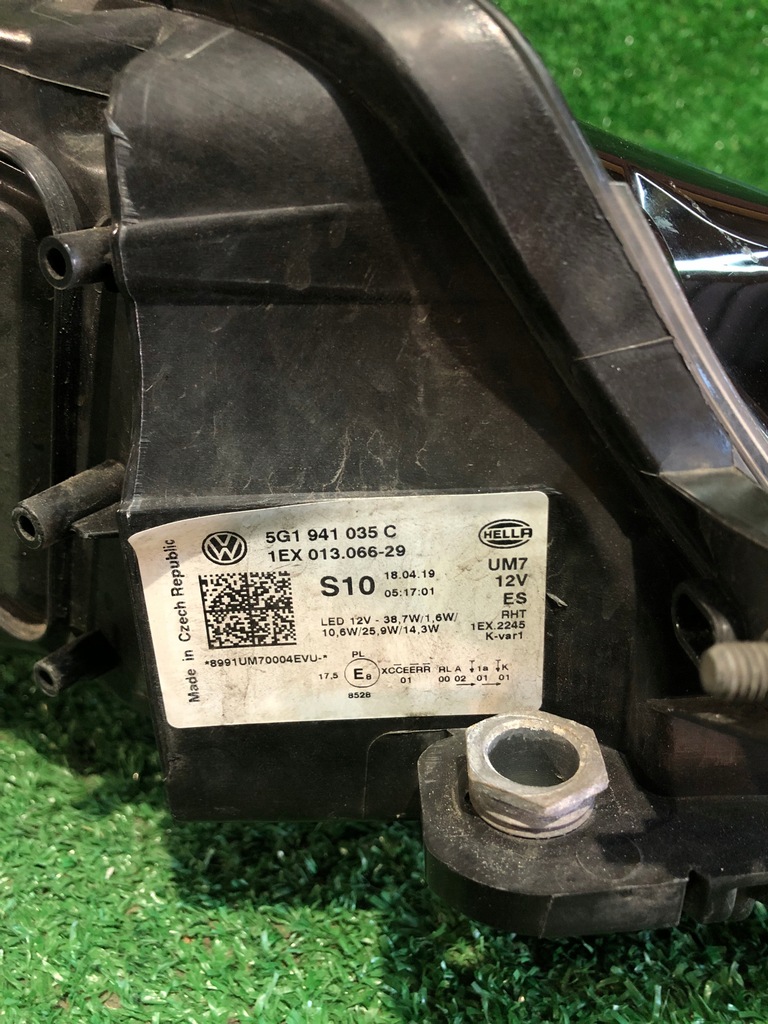 Made in Czech Republic
VW
5G1 941 035 C
1EX 013.066-29
HELLA
S10
18.04.19
05:17:01
UM7
12V
ES
RHT
1EX.2245
K-var1
LED 12V - 38,7W/1,6W/
10,6W/25,9W/14,3W
*8991UM70004EVU-*
PL
17.5 E8 XCCEERR RL A 1a K
01 00 02 01 01
8528